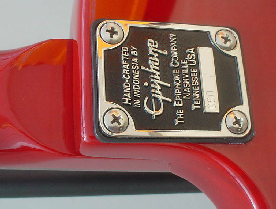 HAND-CRAFTED
IN INDONESIA BY
Epiphone
THE EPIPHONE COMPANY
NASHVILLE
TENNESSEE USA